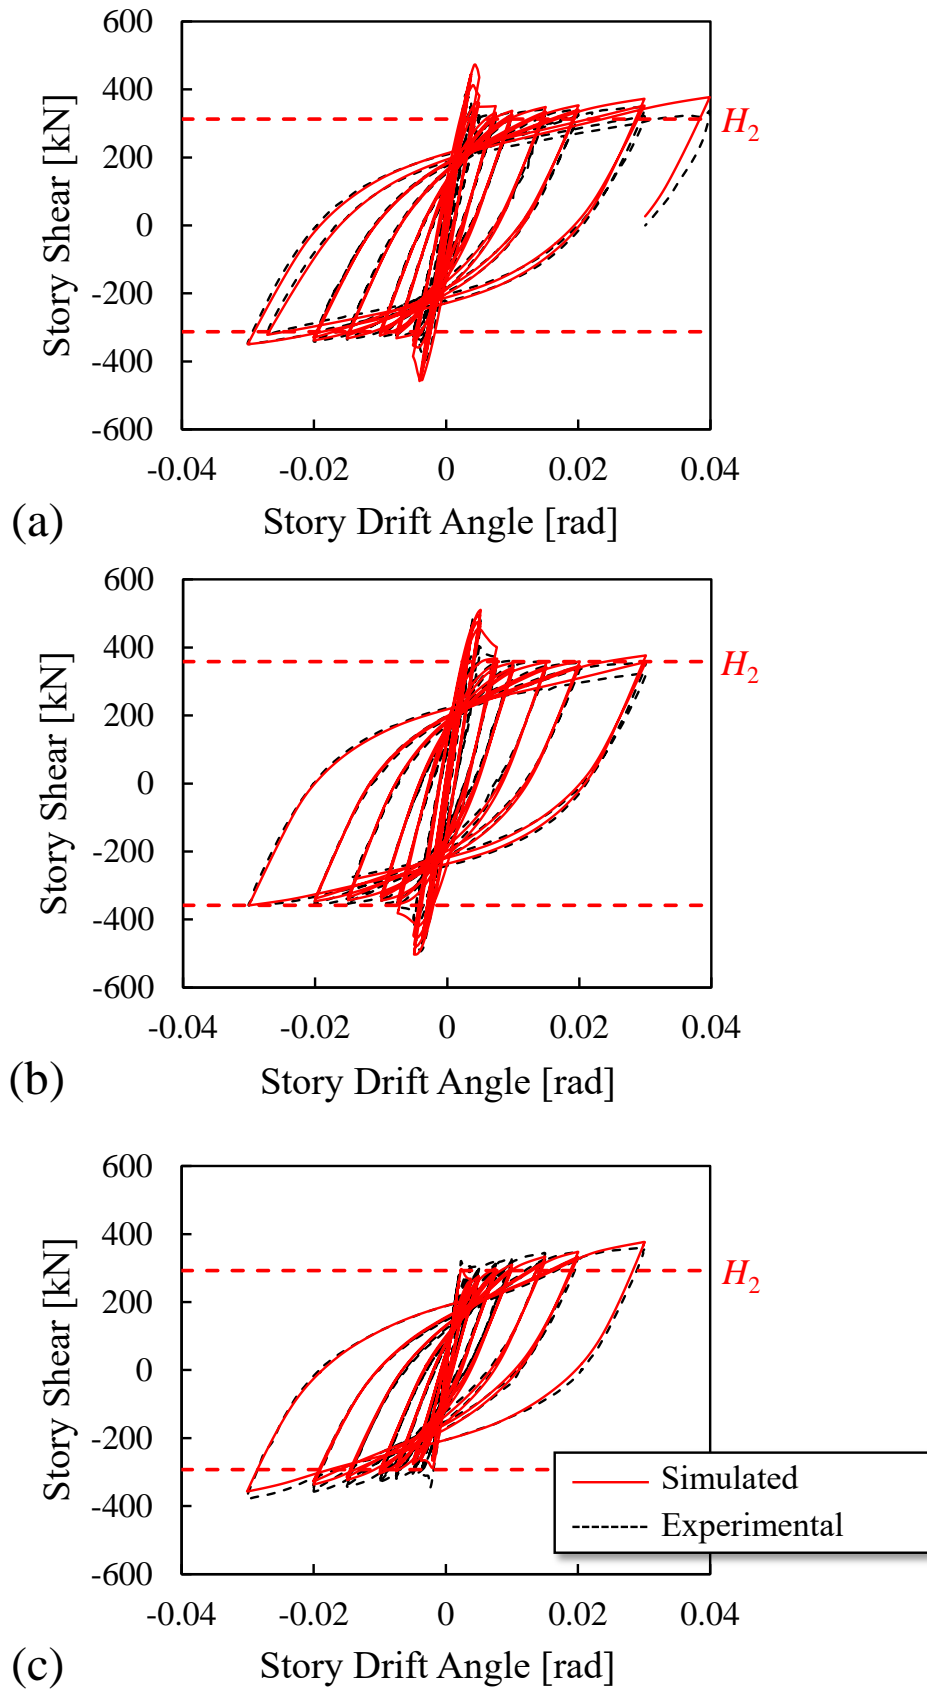 600
400
200
0
-200
-400
-600
Story Shear [kN]
H2
-0.04 -0.02 0 0.02 0.04
(a) Story Drift Angle [rad]
600
400
200
0
-200
-400
-600
Story Shear [kN]
H2
-0.04 -0.02 0 0.02 0.04
(b) Story Drift Angle [rad]
600
400
200
0
-200
-400
-600
Story Shear [kN]
H2
Simulated
Experimental
-0.04 -0.02 0 0.02 0.04
(c) Story Drift Angle [rad]